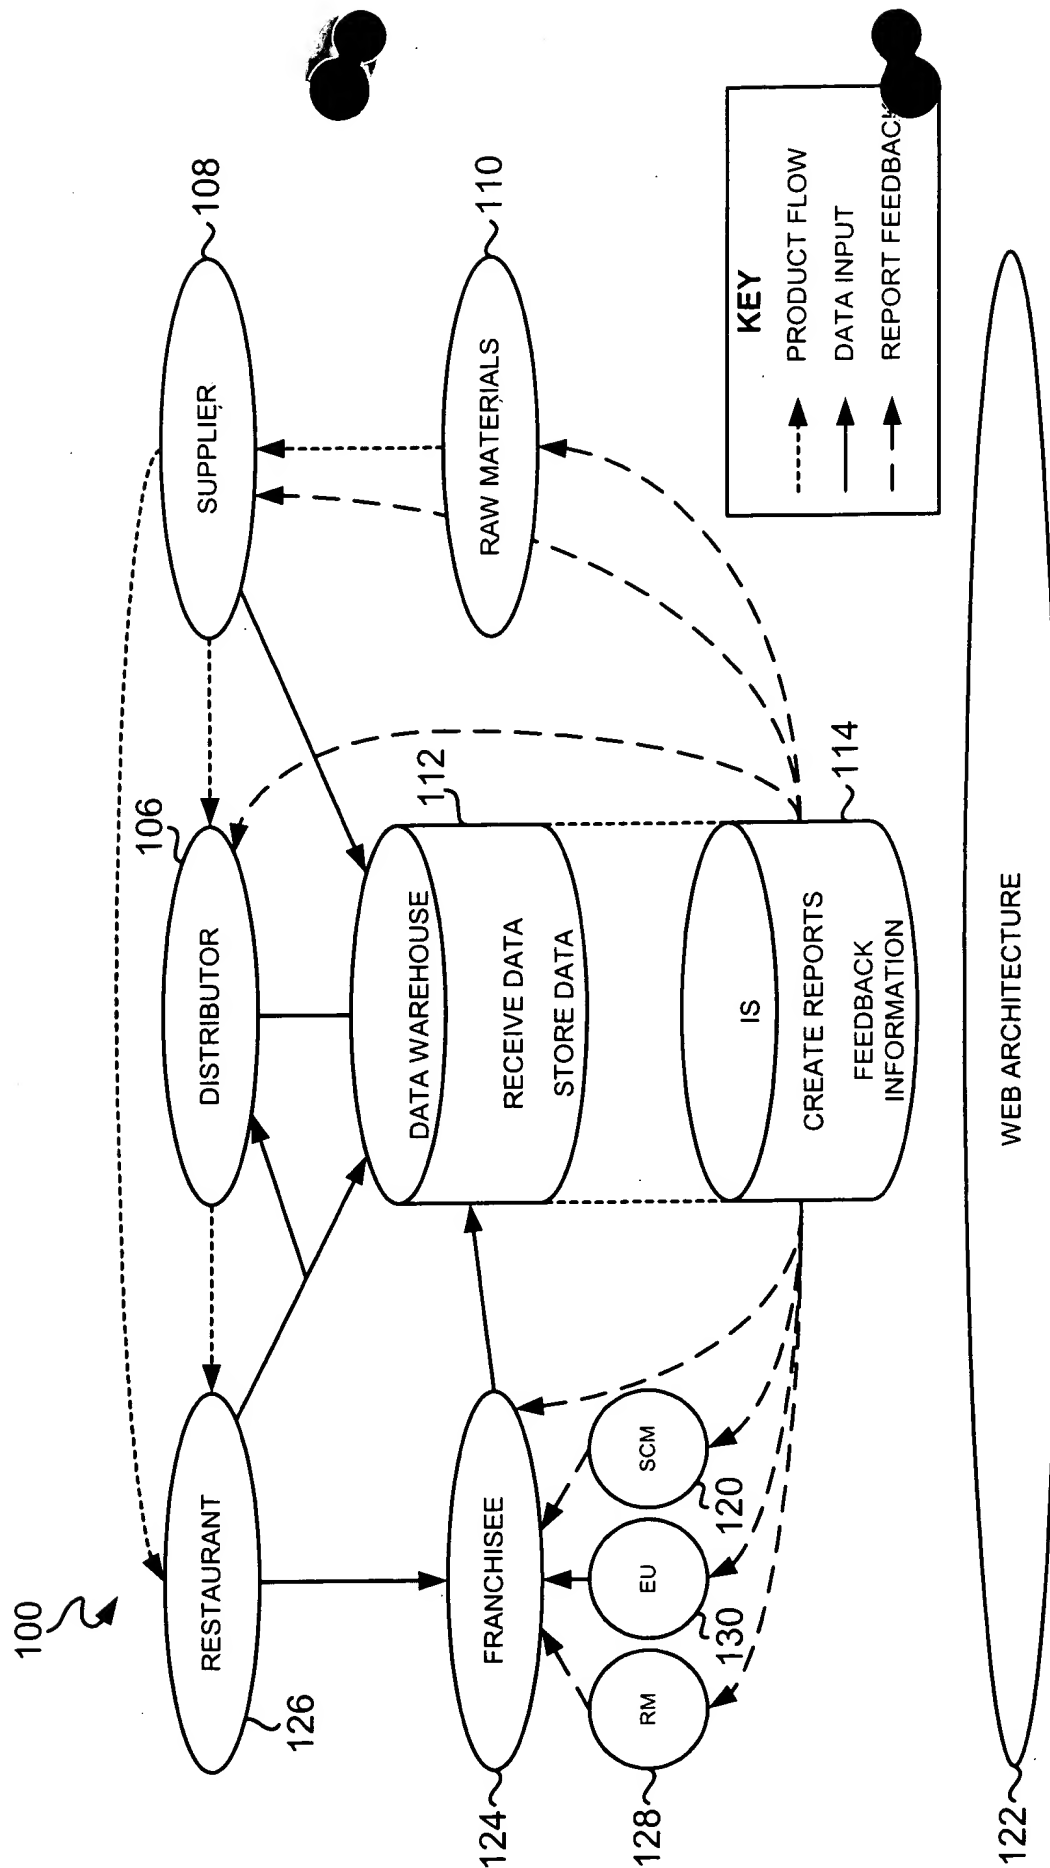 100
RESTAURANT
126
DISTRIBUTOR
106
SUPPLIER
108
FRANCHISEE
124
DATA WAREHOUSE
RECEIVE DATA
STORE DATA
112
RAW MATERIALS
110
RM
128
EU
130
SCM
120
IS
CREATE REPORTS
FEEDBACK
INFORMATION
114
KEY
PRODUCT FLOW
DATA INPUT
REPORT FEEDBACK
WEB ARCHITECTURE
122